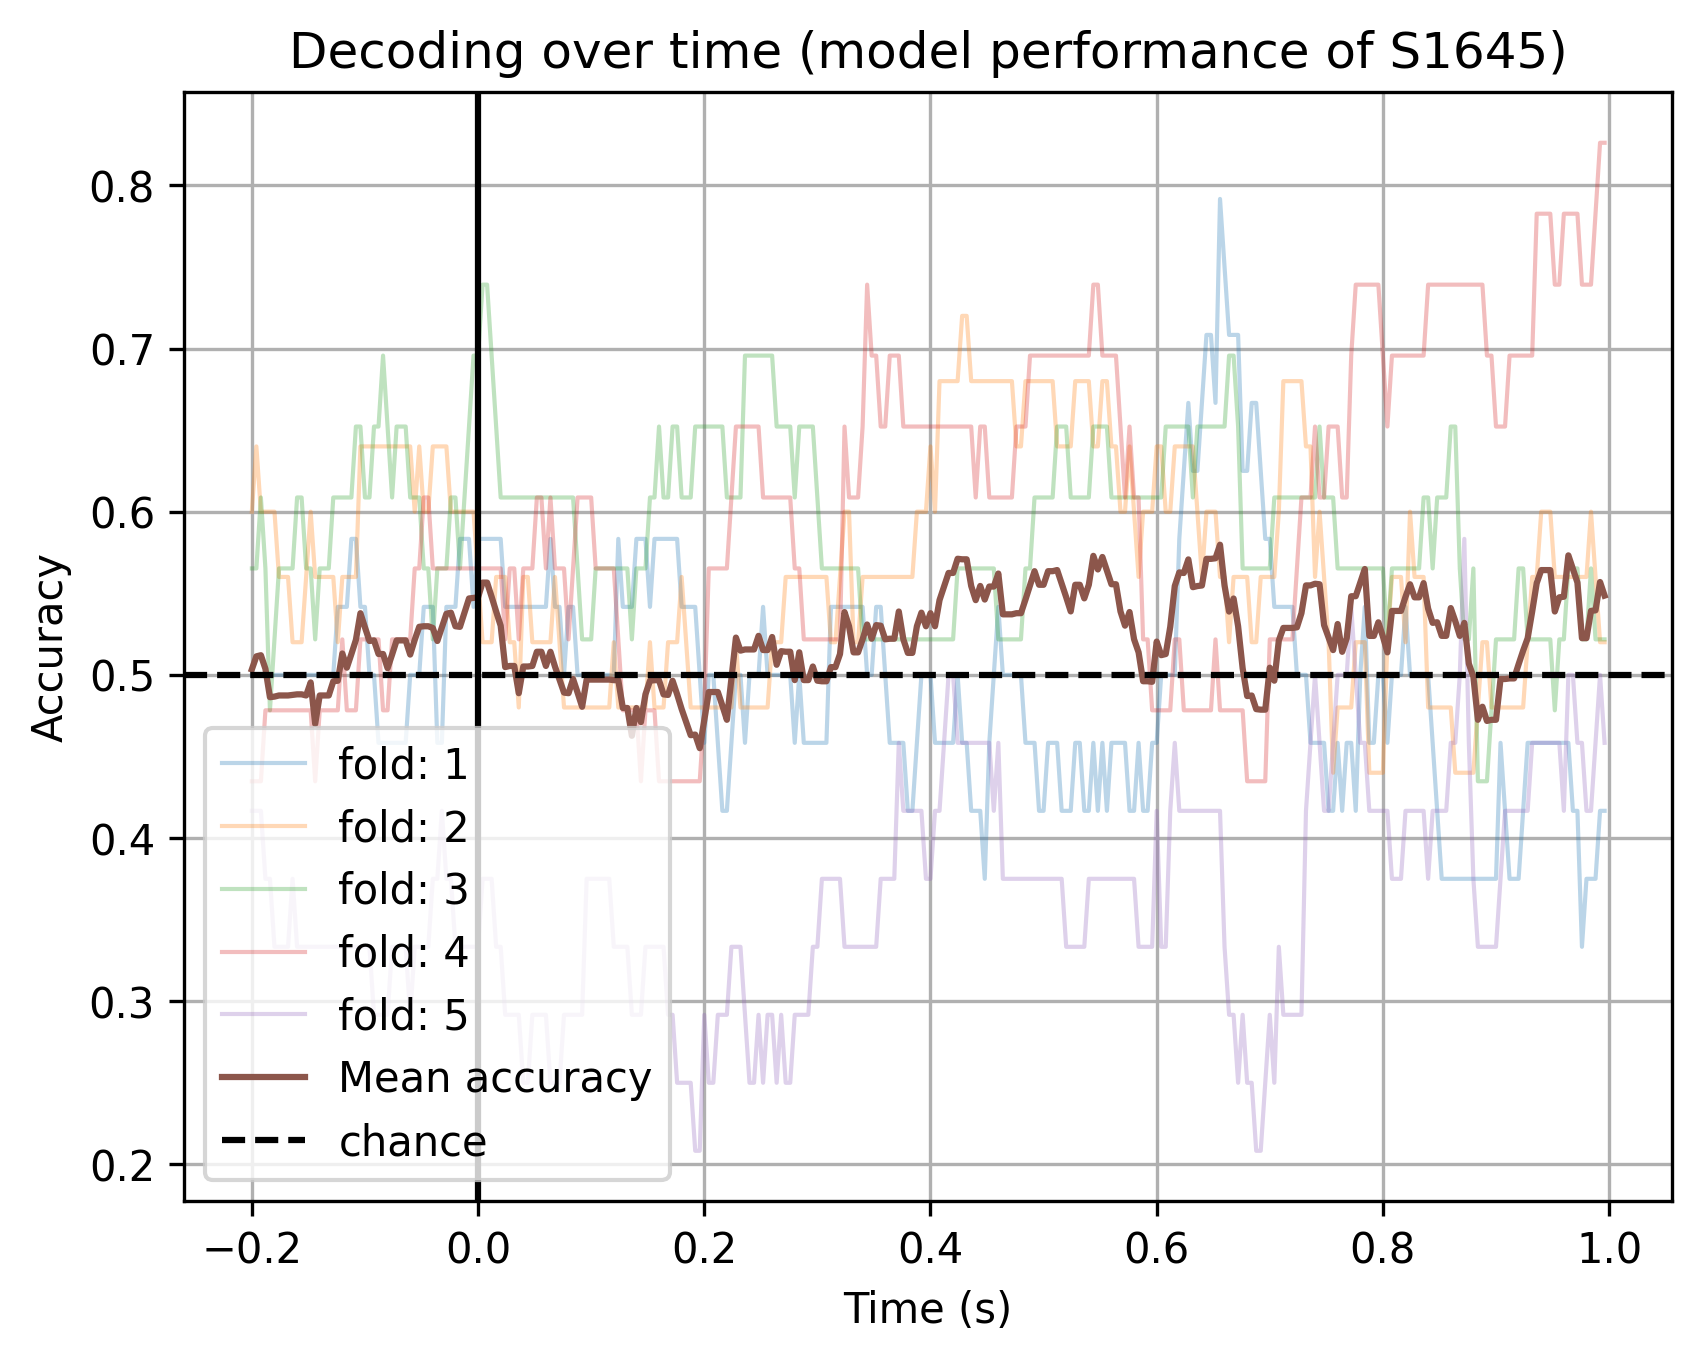 Decoding over time (model performance of S1645)
Accuracy
0.8
0.7
0.6
0.5
0.4
0.3
0.2
fold: 1
fold: 2
fold: 3
fold: 4
fold: 5
Mean accuracy
chance
−0.2 0.0 0.2 0.4 0.6 0.8 1.0
Time (s)